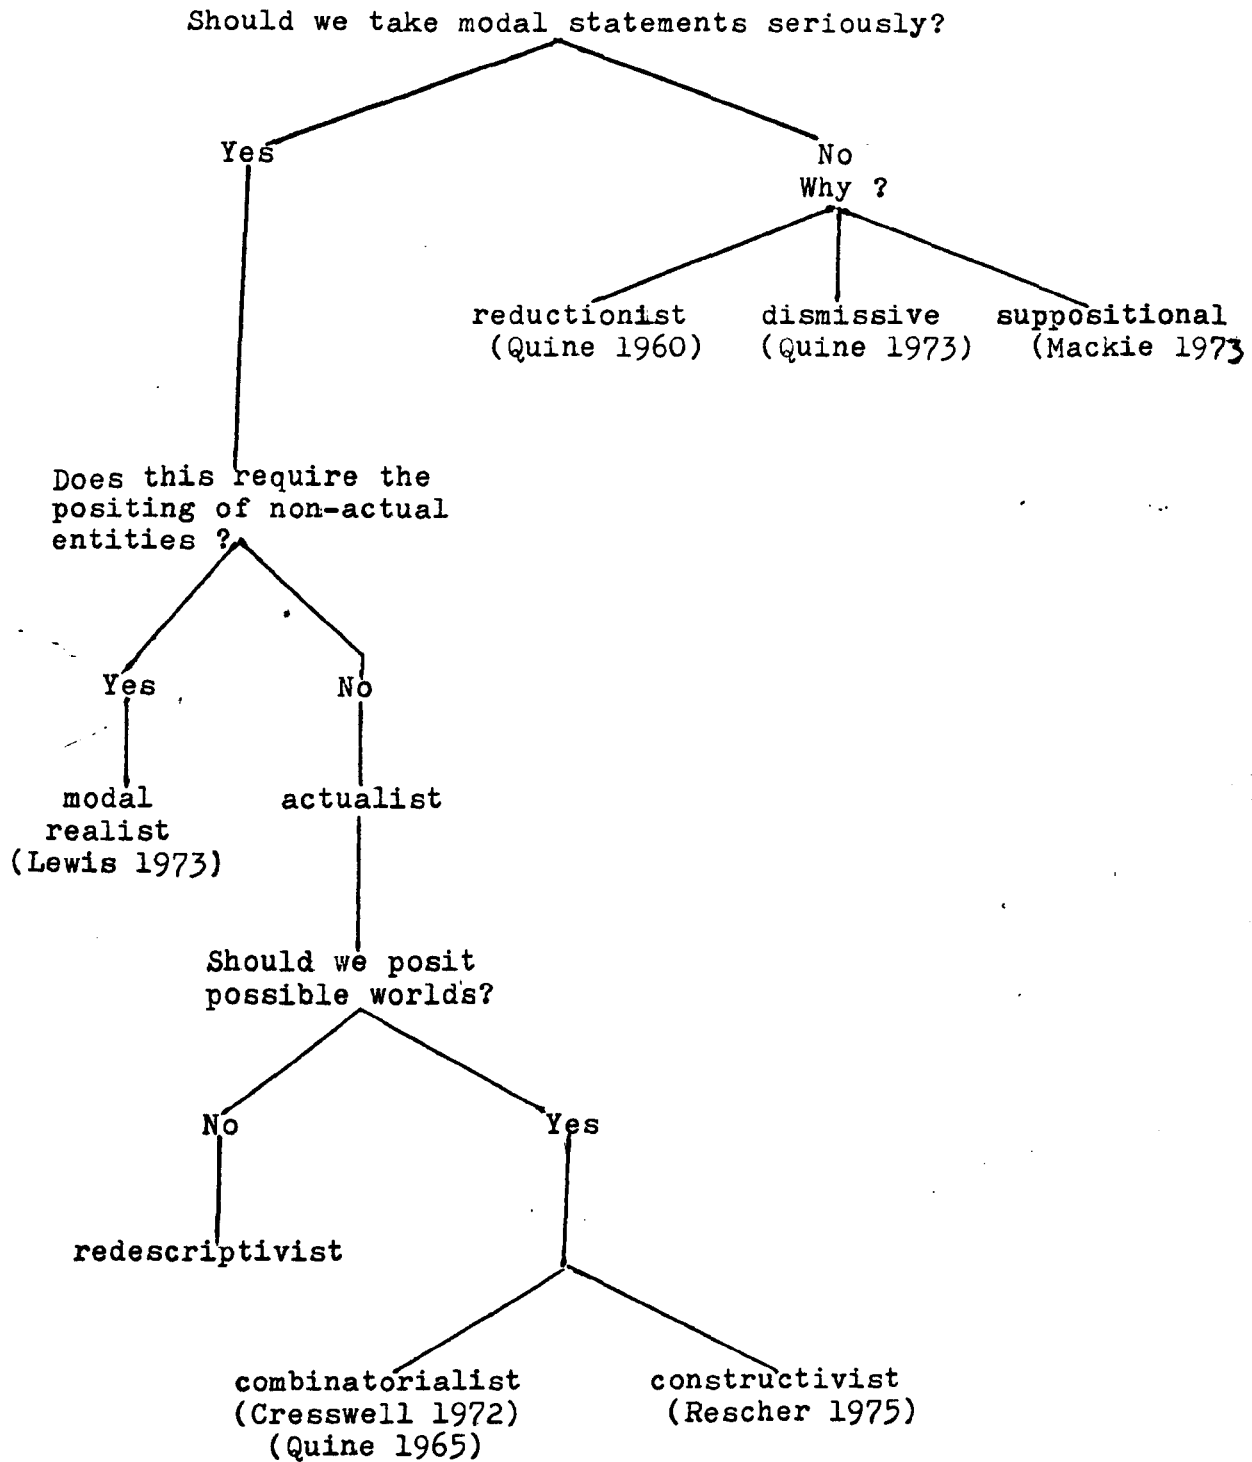 Should we take modal statements seriously?
Yes
No
Why ?
reductionist
(Quine 1960)
dismissive
(Quine 1973)
suppositional
(Mackie 1973
Does this require the
positing of non-actual
entities ?
Yes
No
modal
realist
(Lewis 1973)
actualist
Should we posit
possible worlds?
No
Yes
redescriptivist
combinatorialist
(Cresswell 1972)
(Quine 1965)
constructivist
(Rescher 1975)